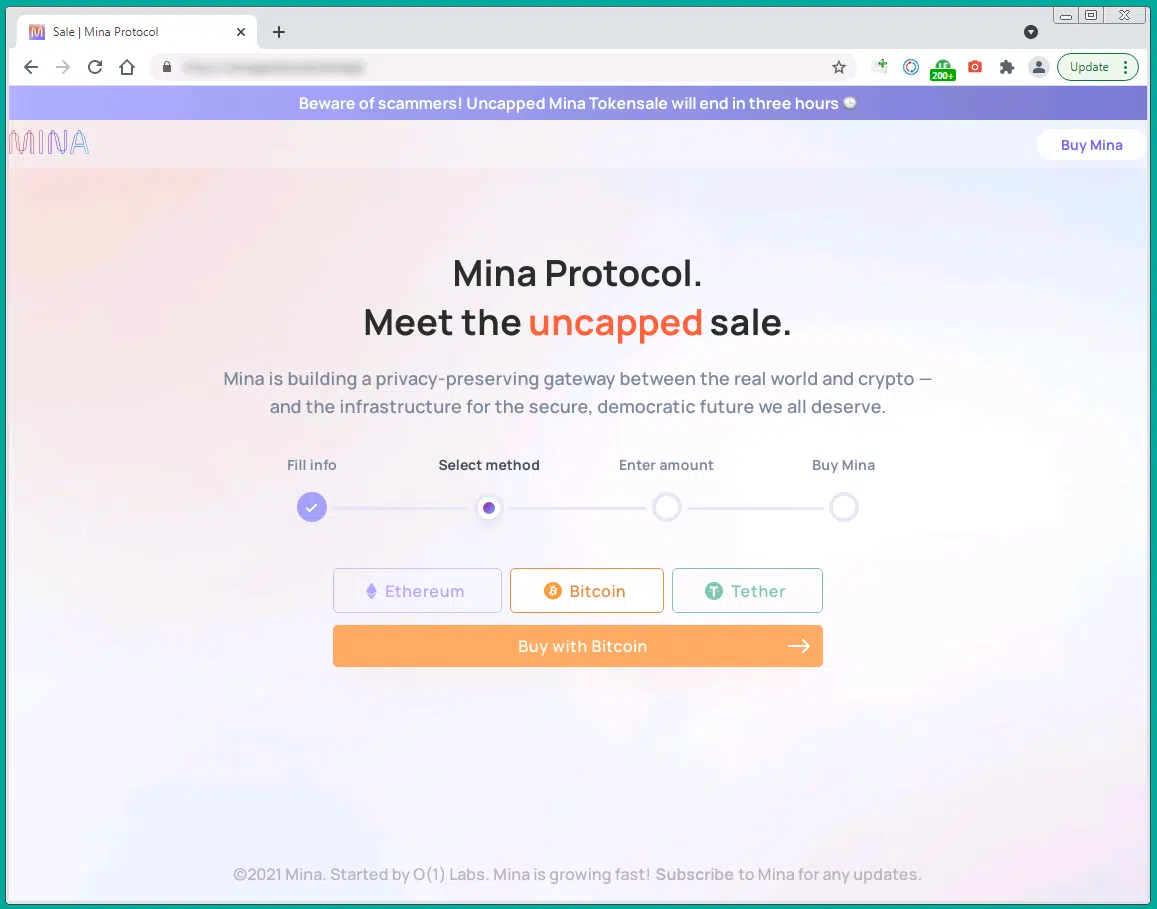 Sale | Mina Protocol
Update
200+
Beware of scammers! Uncapped Mina Tokensale will end in three hours
MINA
Buy Mina
Mina Protocol.
Meet the uncapped sale.
Mina is building a privacy-preserving gateway between the real world and crypto —
and the infrastructure for the secure, democratic future we all deserve.
Fill info Select method Enter amount Buy Mina
Ethereum Bitcoin Tether
Buy with Bitcoin
©2021 Mina. Started by O(1) Labs. Mina is growing fast! Subscribe to Mina for any updates.